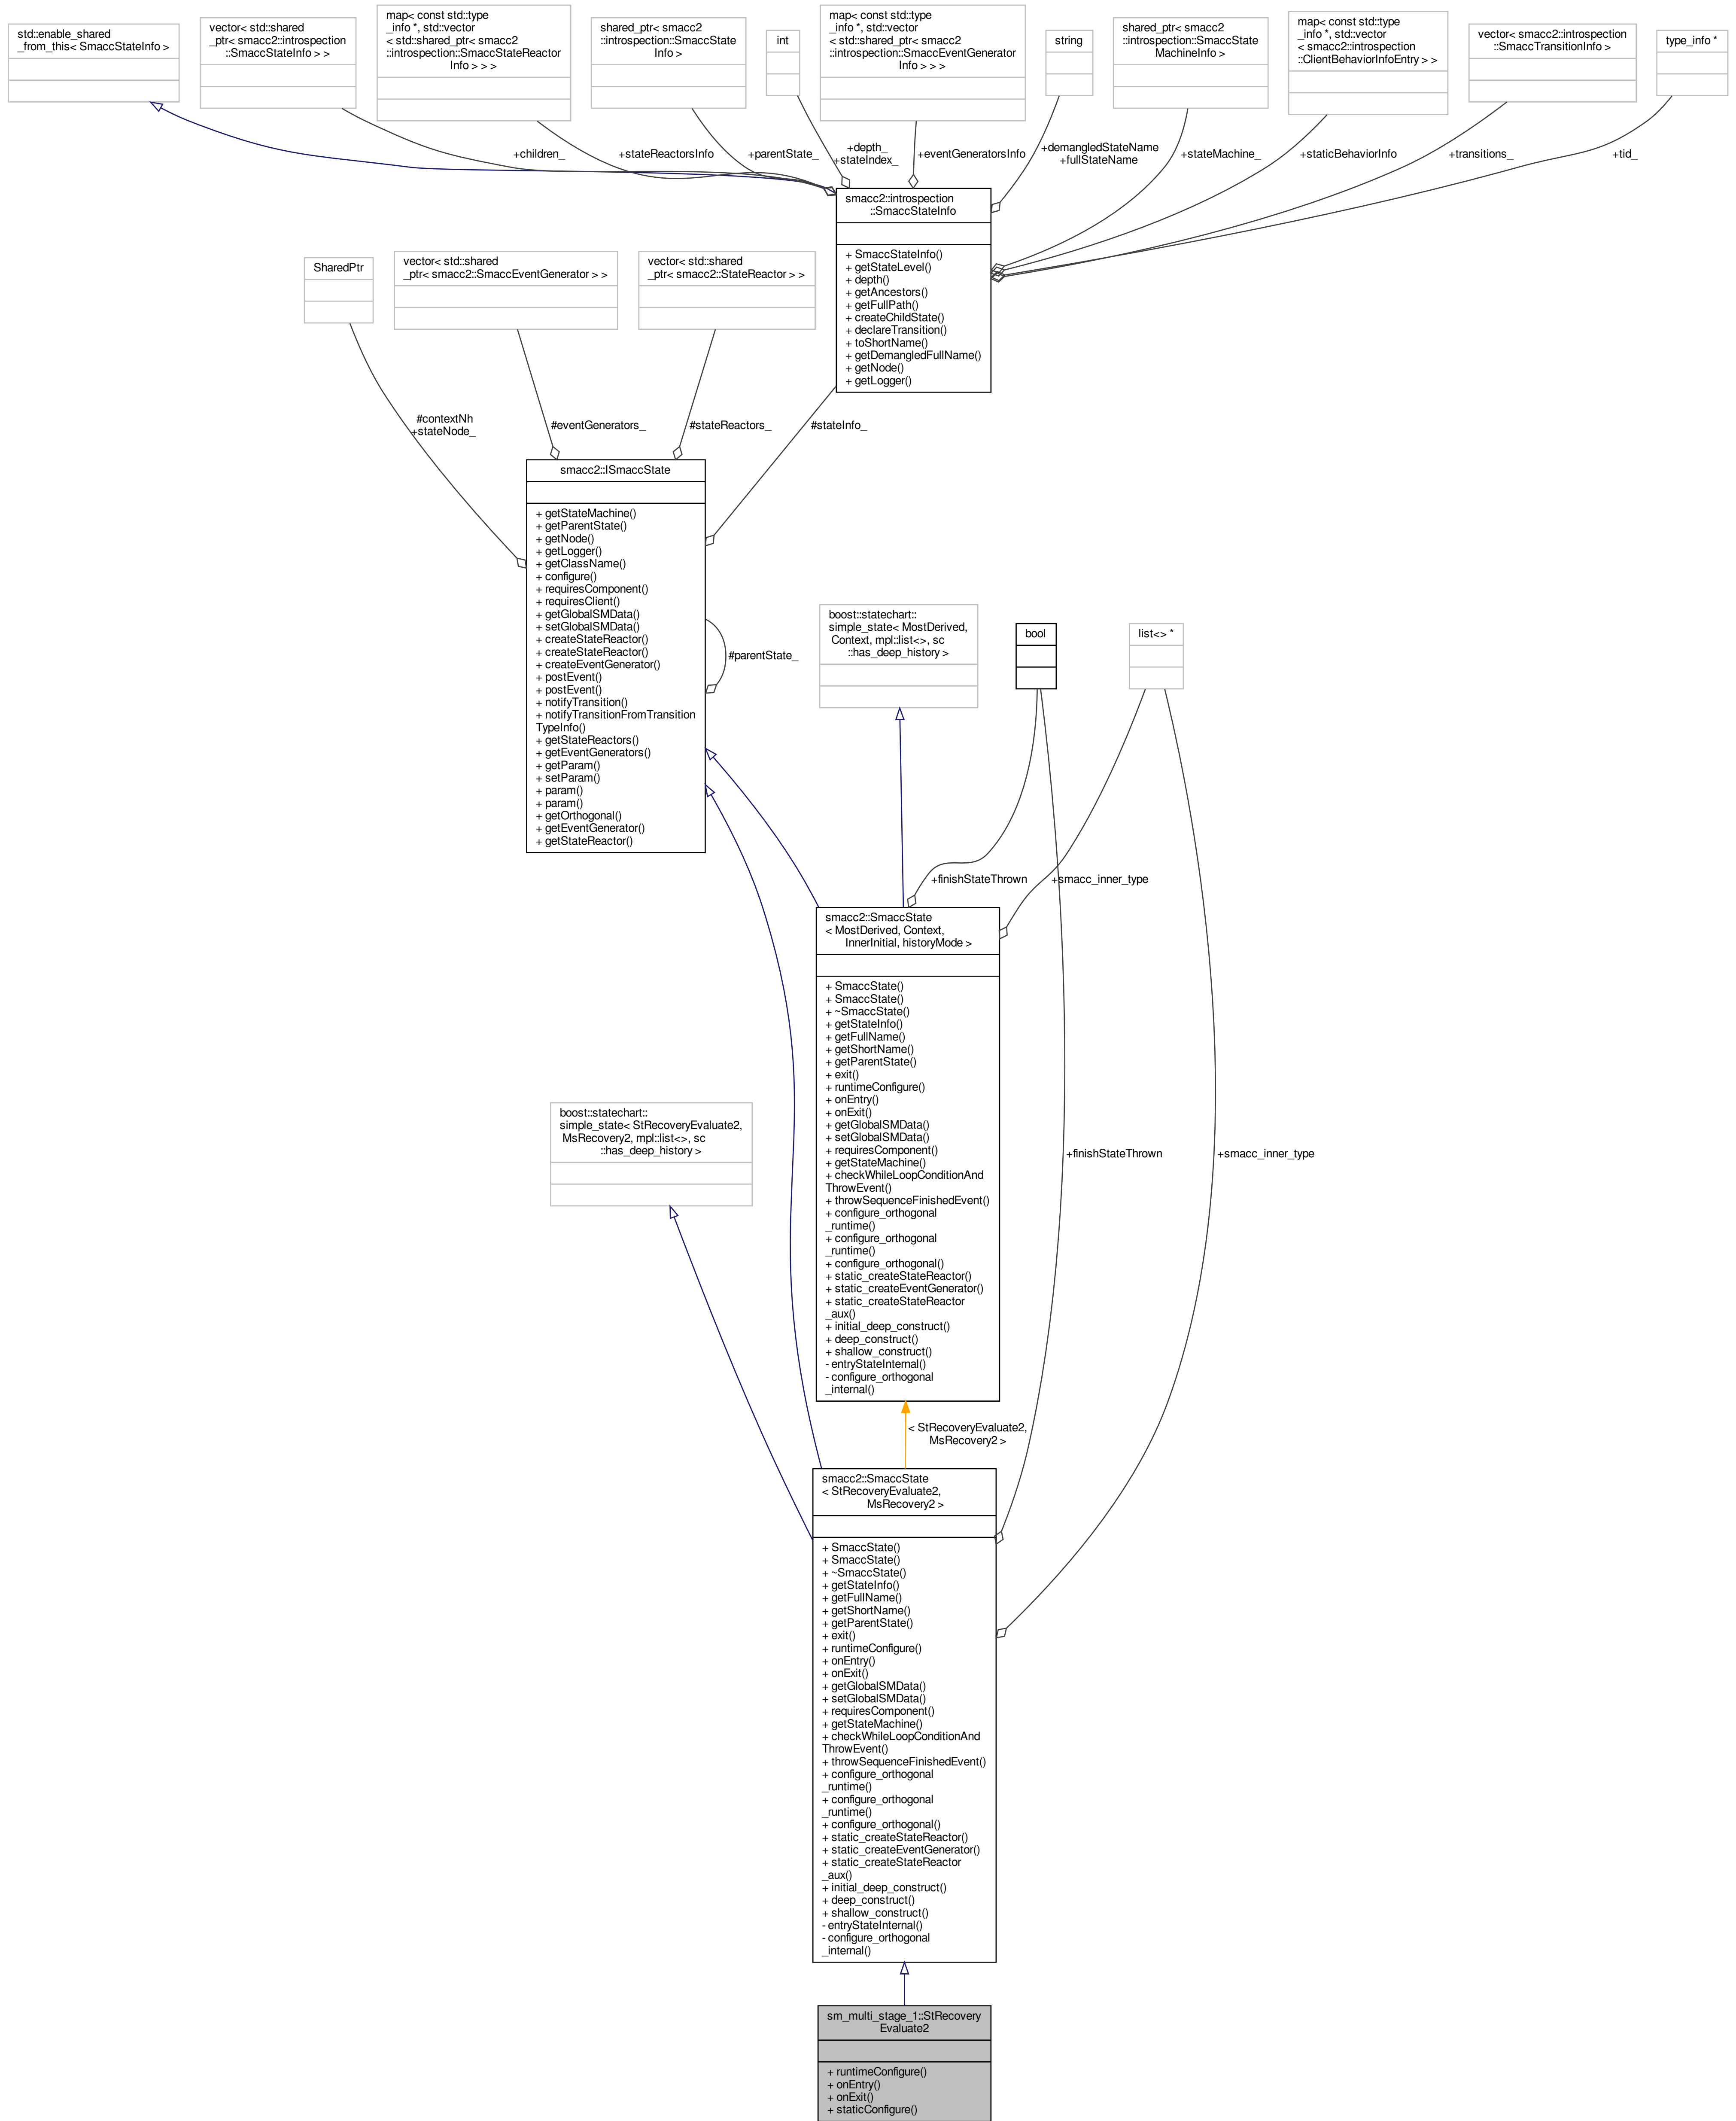 std::enable_shared
_from_this< SmaccStateInfo >
vector< std::shared
_ptr< smacc2::introspection
::SmaccStateInfo > >
map< const std::type
_info *, std::vector
< std::shared_ptr< smacc2
::introspection::SmaccStateReactor
Info > > >
shared_ptr< smacc2
::introspection::SmaccState
Info >
int
map< const std::type
_info *, std::vector
< std::shared_ptr< smacc2
::introspection::SmaccEventGenerator
Info > > >
string
shared_ptr< smacc2
::introspection::SmaccState
MachineInfo >
map< const std::type
_info *, std::vector
< smacc2::introspection
::ClientBehaviorInfoEntry > >
vector< smacc2::introspection
::SmaccTransitionInfo >
type_info *
+children_
+stateReactorsInfo
+parentState_
+depth_
+stateIndex_
+eventGeneratorsInfo
+demangledStateName
+fullStateName
+stateMachine_
+staticBehaviorInfo
+transitions_
+tid_
smacc2::introspection
::SmaccStateInfo
+ SmaccStateInfo()
+ getStateLevel()
+ depth()
+ getAncestors()
+ getFullPath()
+ createChildState()
+ declareTransition()
+ toShortName()
+ getDemangledFullName()
+ getNode()
+ getLogger()
SharedPtr
vector< std::shared
_ptr< smacc2::SmaccEventGenerator > >
vector< std::shared
_ptr< smacc2::StateReactor > >
#contextNh
+stateNode_
#eventGenerators_
#stateReactors_
#stateInfo_
smacc2::ISmaccState
+ getStateMachine()
+ getParentState()
+ getNode()
+ getLogger()
+ getClassName()
+ configure()
+ requiresComponent()
+ requiresClient()
+ getGlobalSMData()
+ setGlobalSMData()
+ createStateReactor()
+ createStateReactor()
+ createEventGenerator()
+ postEvent()
+ postEvent()
+ notifyTransition()
+ notifyTransitionFromTransition
TypeInfo()
+ getStateReactors()
+ getEventGenerators()
+ getParam()
+ setParam()
+ param()
+ param()
+ getOrthogonal()
+ getEventGenerator()
+ getStateReactor()
#parentState_
boost::statechart::
simple_state< MostDerived,
Context, mpl::list<>, sc
::has_deep_history >
bool
list<> *
+finishStateThrown
+smacc_inner_type
smacc2::SmaccState
< MostDerived, Context,
InnerInitial, historyMode >
+ SmaccState()
+ SmaccState()
+ ~SmaccState()
+ getStateInfo()
+ getFullName()
+ getShortName()
+ getParentState()
+ exit()
+ runtimeConfigure()
+ onEntry()
+ onExit()
+ getGlobalSMData()
+ setGlobalSMData()
+ requiresComponent()
+ getStateMachine()
+ checkWhileLoopConditionAnd
ThrowEvent()
+ throwSequenceFinishedEvent()
+ configure_orthogonal
_runtime()
+ configure_orthogonal
_runtime()
+ configure_orthogonal()
+ static_createStateReactor()
+ static_createEventGenerator()
+ static_createStateReactor
_aux()
+ initial_deep_construct()
+ deep_construct()
+ shallow_construct()
- entryStateInternal()
- configure_orthogonal
_internal()
boost::statechart::
simple_state< StRecoveryEvaluate2,
MsRecovery2, mpl::list<>, sc
::has_deep_history >
+finishStateThrown
+smacc_inner_type
< StRecoveryEvaluate2,
MsRecovery2 >
smacc2::SmaccState
< StRecoveryEvaluate2,
MsRecovery2 >
+ SmaccState()
+ SmaccState()
+ ~SmaccState()
+ getStateInfo()
+ getFullName()
+ getShortName()
+ getParentState()
+ exit()
+ runtimeConfigure()
+ onEntry()
+ onExit()
+ getGlobalSMData()
+ setGlobalSMData()
+ requiresComponent()
+ getStateMachine()
+ checkWhileLoopConditionAnd
ThrowEvent()
+ throwSequenceFinishedEvent()
+ configure_orthogonal
_runtime()
+ configure_orthogonal
_runtime()
+ configure_orthogonal()
+ static_createStateReactor()
+ static_createEventGenerator()
+ static_createStateReactor
_aux()
+ initial_deep_construct()
+ deep_construct()
+ shallow_construct()
- entryStateInternal()
- configure_orthogonal
_internal()
sm_multi_stage_1::StRecovery
Evaluate2
+ runtimeConfigure()
+ onEntry()
+ onExit()
+ staticConfigure()